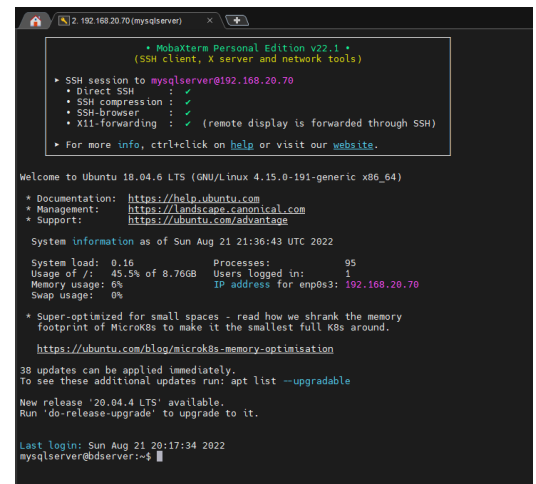 2. 192.168.20.70 (mysqlserver)
• MobaXterm Personal Edition v22.1 •
(SSH client, X server and network tools)
► SSH session to mysqlserver@192.168.20.70
• Direct SSH : ✓
• SSH compression : ✓
• SSH-browser : ✓
• X11-forwarding : ✓ (remote display is forwarded through SSH)
► For more info, ctrl+click on help or visit our website.
Welcome to Ubuntu 18.04.6 LTS (GNU/Linux 4.15.0-191-generic x86_64)
* Documentation: https://help.ubuntu.com
* Management: https://landscape.canonical.com
* Support: https://ubuntu.com/advantage
System information as of Sun Aug 21 21:36:43 UTC 2022
System load: 0.16 Processes: 95
Usage of /: 45.5% of 8.76GB Users logged in: 1
Memory usage: 6% IP address for enp0s3: 192.168.20.70
Swap usage: 0%
* Super-optimized for small spaces - read how we shrank the memory
footprint of MicroK8s to make it the smallest full K8s around.
https://ubuntu.com/blog/microk8s-memory-optimisation
38 updates can be applied immediately.
To see these additional updates run: apt list --upgradable
New release '20.04.4 LTS' available.
Run 'do-release-upgrade' to upgrade to it.
Last login: Sun Aug 21 20:17:34 2022
mysqlserver@bdserver:~$